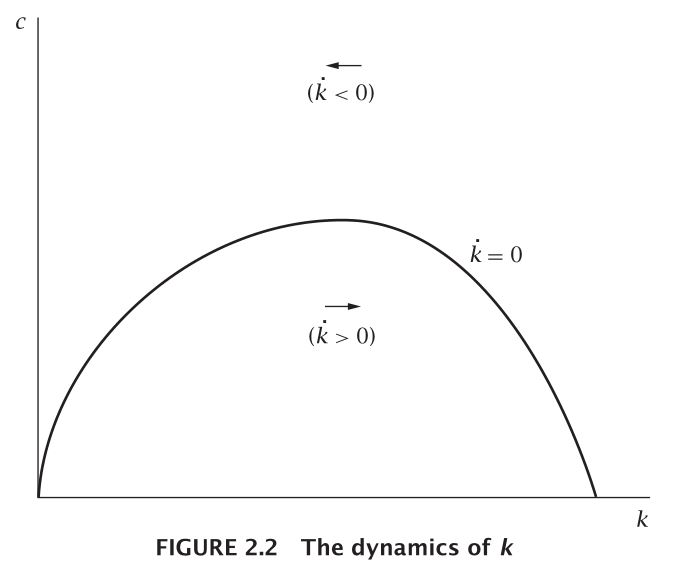 c
(k̇ < 0)
k̇ = 0
(k̇ > 0)
k
FIGURE 2.2 The dynamics of k